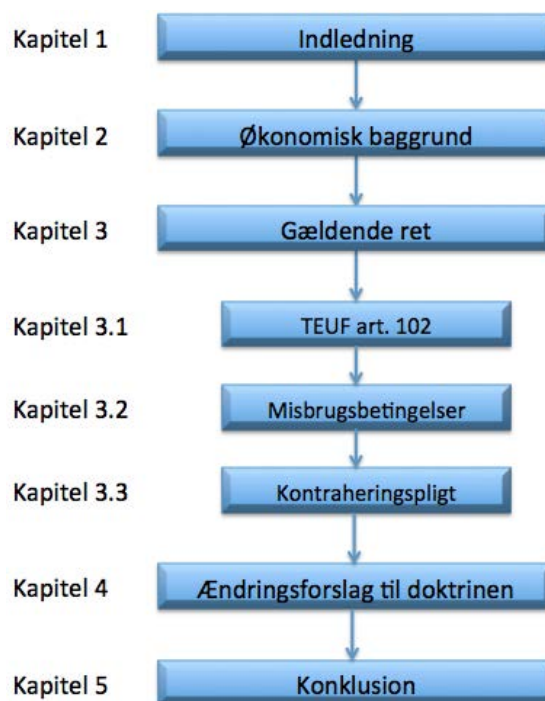 Kapitel 1 Indledning
Kapitel 2 Økonomisk baggrund
Kapitel 3 Gældende ret
Kapitel 3.1 TEUF art. 102
Kapitel 3.2 Misbrugsbetingelser
Kapitel 3.3 Kontraheringspligt
Kapitel 4 Ændringsforslag til doktrinen
Kapitel 5 Konklusion